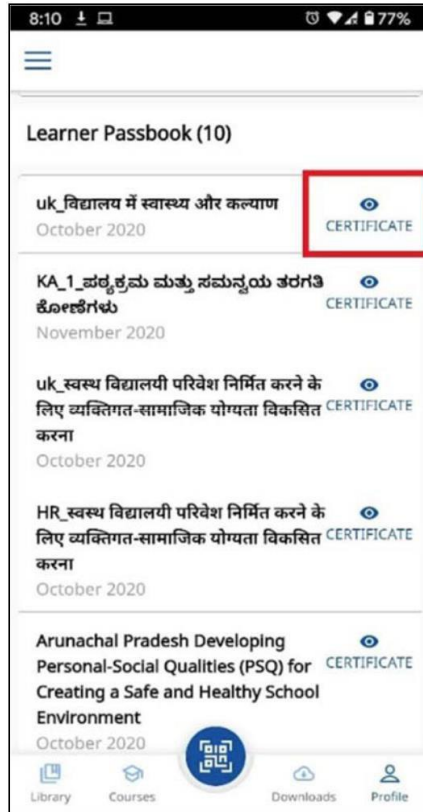 8:10
77%
Learner Passbook (10)
uk_विद्यालय में स्वास्थ्य और कल्याण
CERTIFICATE
October 2020
KA_1_ಪಠ್ಯಕ್ರಮ ಮತ್ತು ಸಮನ್ವಯ ತರಗತಿ
ಕೋಣೆಗಳು
CERTIFICATE
November 2020
uk_स्वस्थ विद्यालयी परिवेश निर्मित करने के
लिए व्यक्तिगत-सामाजिक योग्यता विकसित
CERTIFICATE
करना
October 2020
HR_स्वस्थ विद्यालयी परिवेश निर्मित करने के
लिए व्यक्तिगत-सामाजिक योग्यता विकसित
CERTIFICATE
करना
October 2020
Arunachal Pradesh Developing
Personal-Social Qualities (PSQ) for
CERTIFICATE
Creating a Safe and Healthy School
Environment
October 2020
Library Courses Downloads Profile